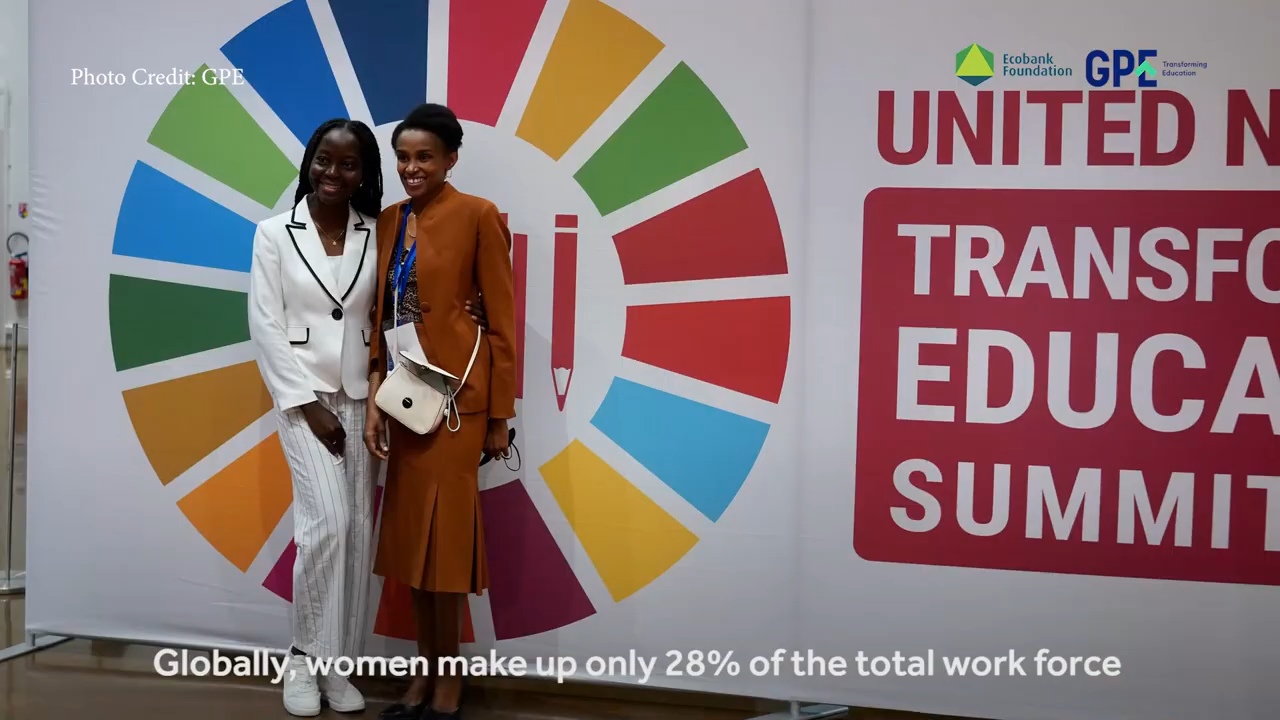 Photo Credit: GPE
Ecobank
Foundation
GPE
Transforming
Education
UNITED N
TRANSFO
EDUCA
SUMMIT
Globally, women make up only 28% of the total work force